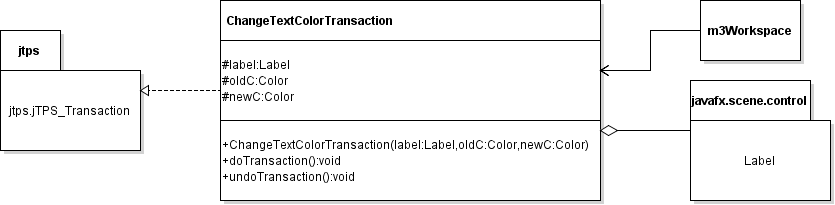 jtps
jtps.jTPS_Transaction
ChangeTextColorTransaction
#label:Label
#oldC:Color
#newC:Color
+ChangeTextColorTransaction(label:Label,oldC:Color,newC:Color)
+doTransaction():void
+undoTransaction():void
m3Workspace
javafx.scene.control
Label